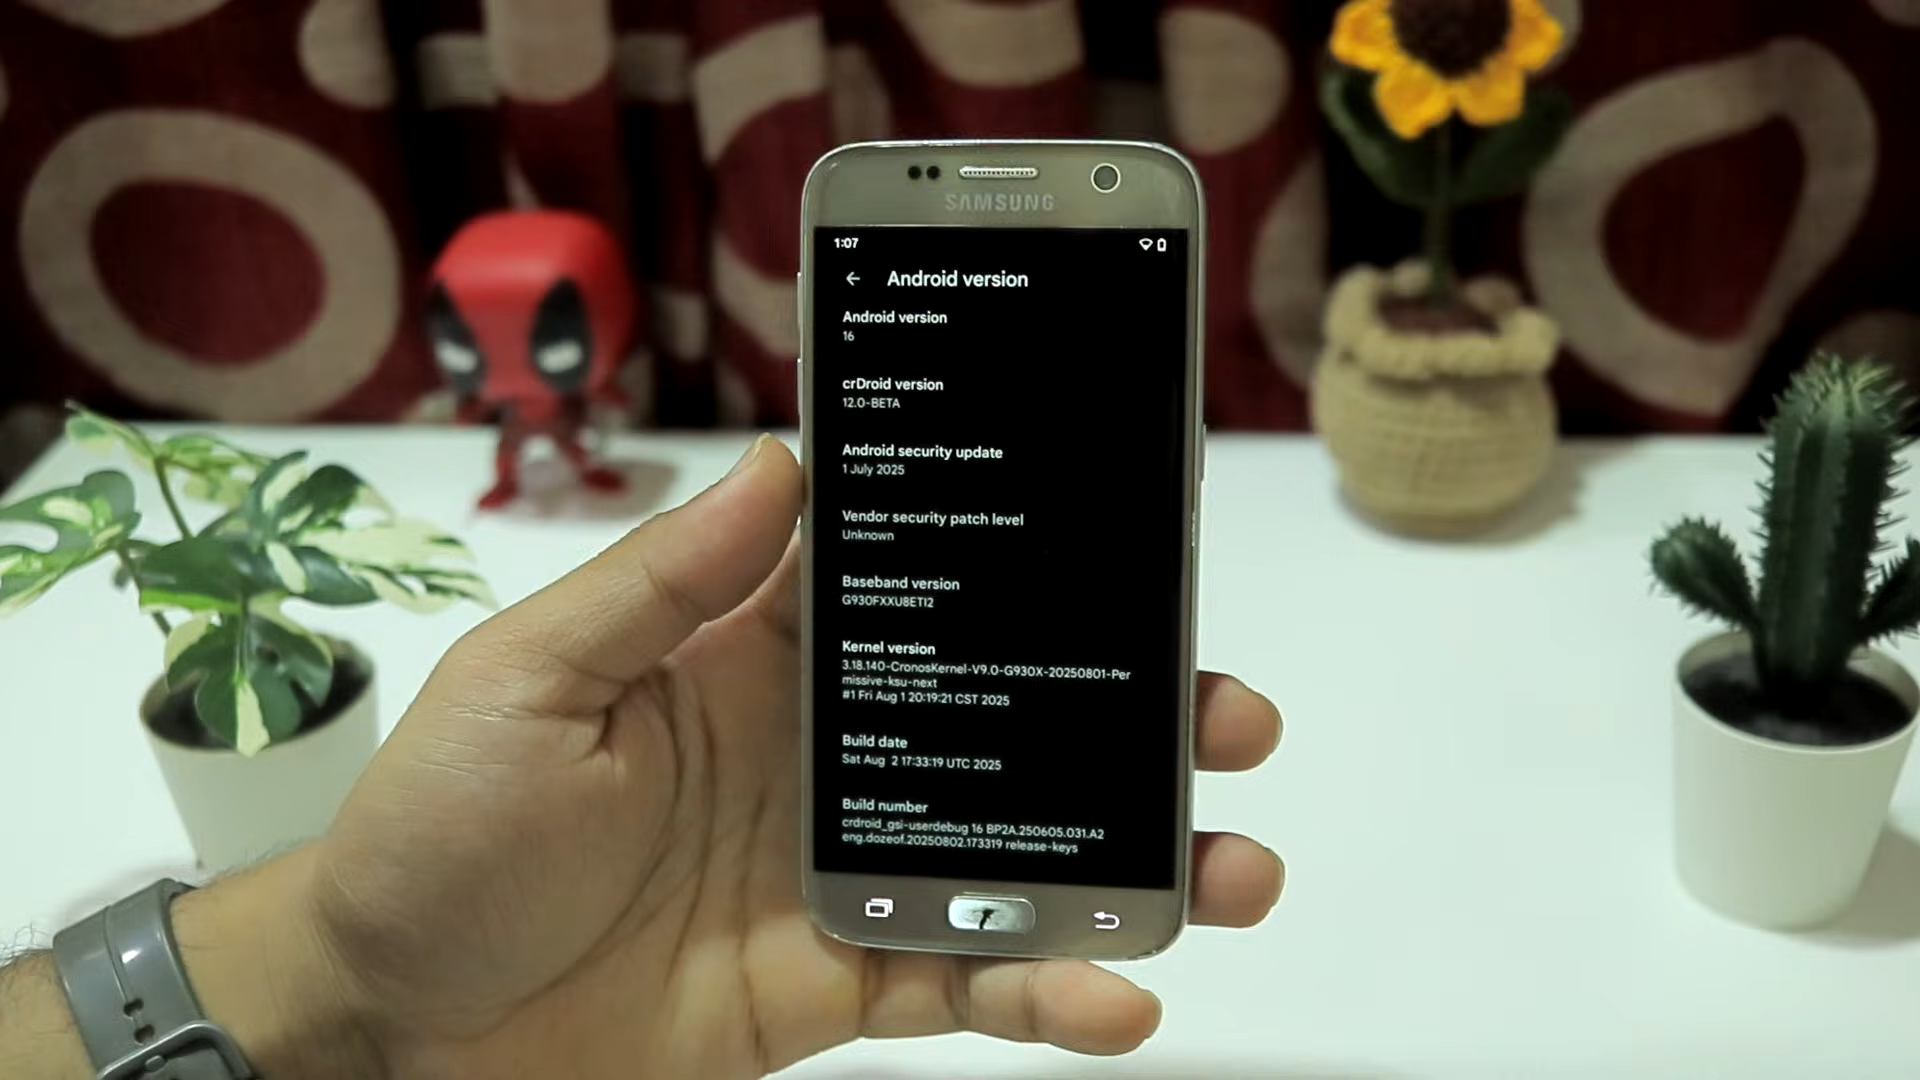 SAMSUNG
1:07
Android version
Android version
16
crDroid version
12.0-BETA
Android security update
1 July 2025
Vendor security patch level
Unknown
Baseband version
G930FXXU8ETI2
Kernel version
3.18.140-CronosKernel-V9.0-G930X-20250801-Per
missive-ksu-next
#1 Fri Aug 1 20:19:21 CST 2025
Build date
Sat Aug  2 17:33:19 UTC 2025
Build number
crdroid_gsi-userdebug 16 BP2A.250605.031.A2
eng.dozeof.20250802.173319 release-keys